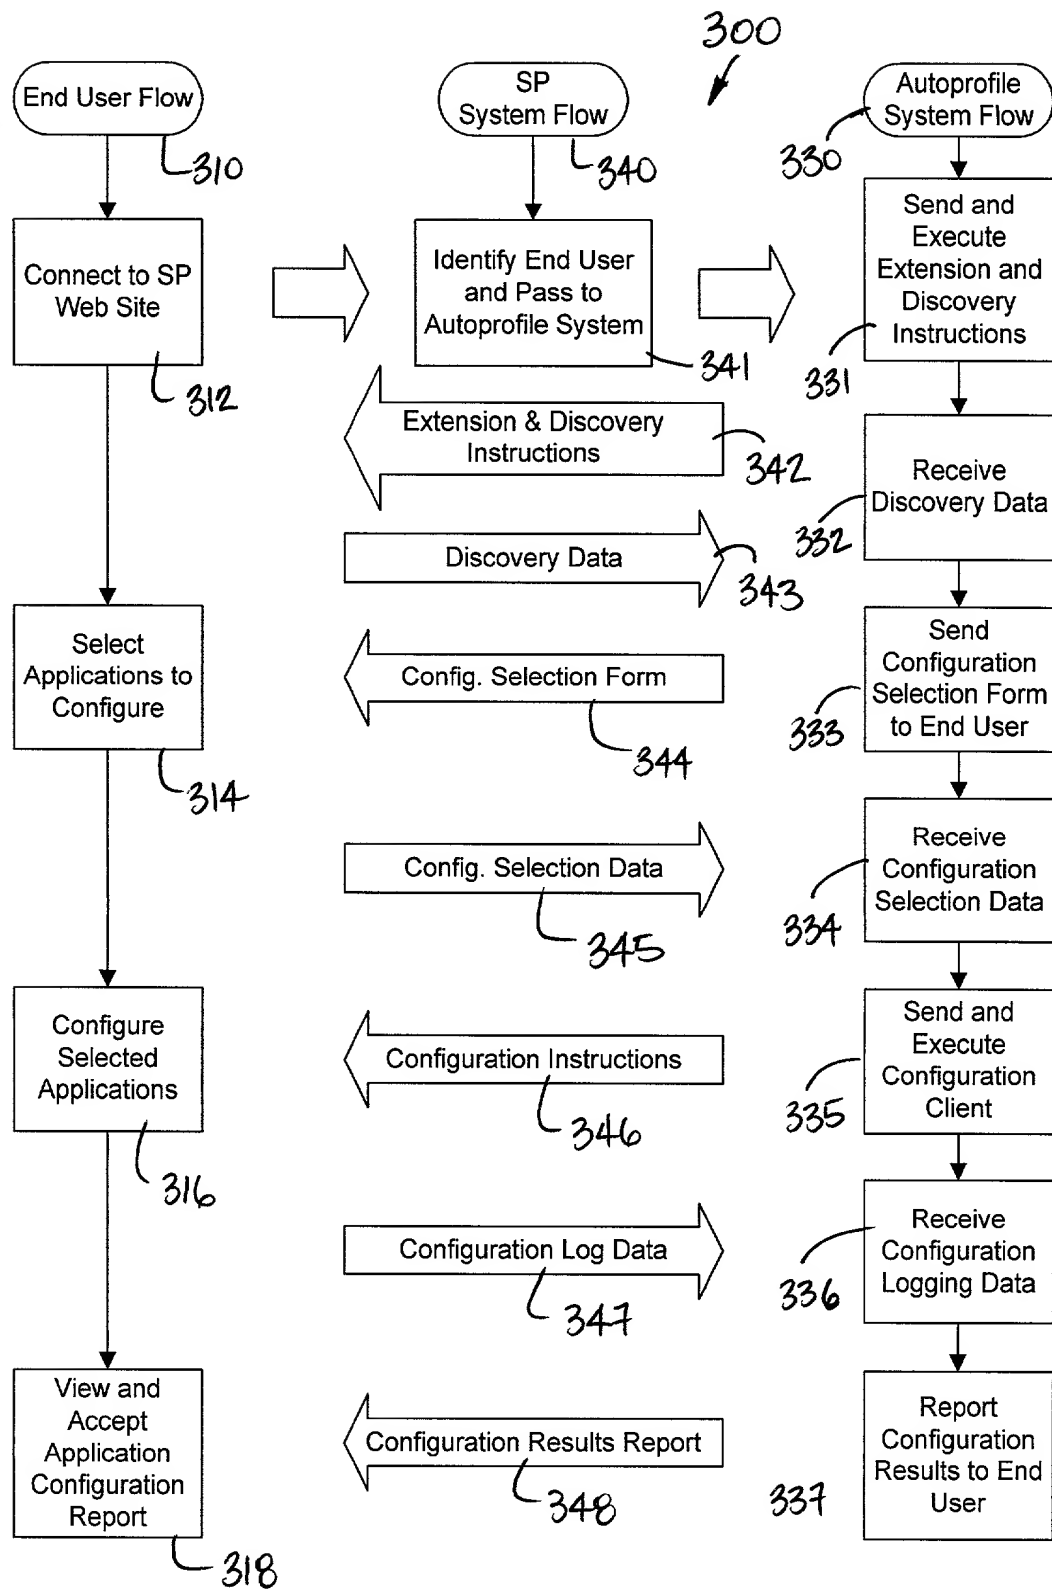 300
End User Flow
310
SP
System Flow
340
Autoprofile
System Flow
330
Connect to SP
Web Site
312
Identify End User
and Pass to
Autoprofile System
341
Send and
Execute
Extension and
Discovery
Instructions
331
Extension & Discovery
Instructions
342
Receive
Discovery Data
332
Discovery Data
343
Select
Applications to
Configure
314
Config. Selection Form
344
Send
Configuration
Selection Form
to End User
333
Config. Selection Data
345
Receive
Configuration
Selection Data
334
Configure
Selected
Applications
316
Configuration Instructions
346
Send and
Execute
Configuration
Client
335
Configuration Log Data
347
Receive
Configuration
Logging Data
336
View and
Accept
Application
Configuration
Report
318
Configuration Results Report
348
Report
Configuration
Results to End
User
337